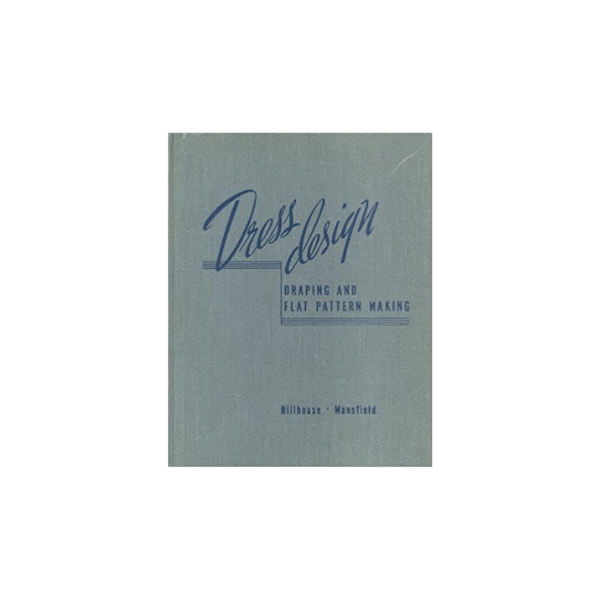 Dress design
DRAPING AND
FLAT PATTERN MAKING
Hillhouse · Mansfield